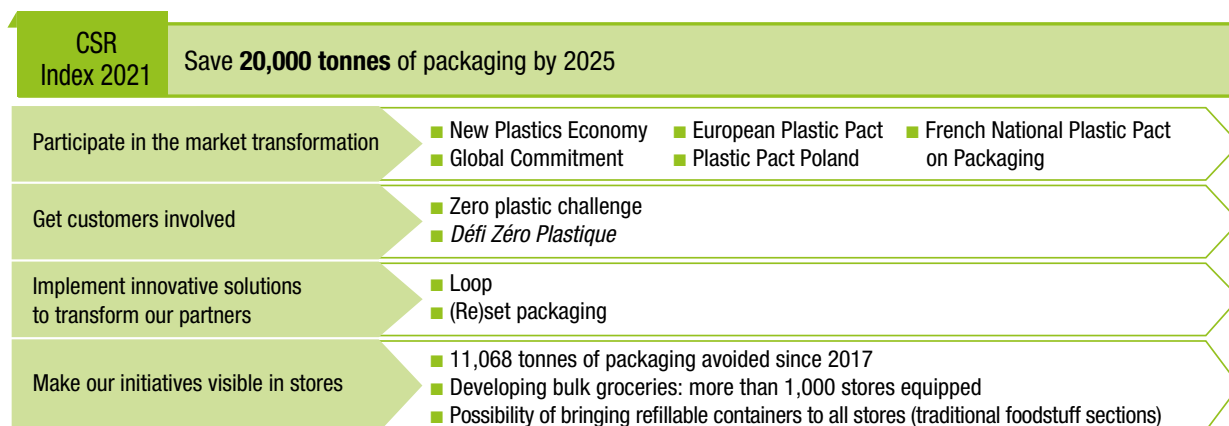 CSR
Index 2021
Save 20,000 tonnes of packaging by 2025
Participate in the market transformation
■ New Plastics Economy
■ Global Commitment
■ European Plastic Pact
■ Plastic Pact Poland
■ French National Plastic Pact
on Packaging
Get customers involved
■ Zero plastic challenge
■ Défi Zéro Plastique
Implement innovative solutions
to transform our partners
■ Loop
■ (Re)set packaging
Make our initiatives visible in stores
■ 11,068 tonnes of packaging avoided since 2017
■ Developing bulk groceries: more than 1,000 stores equipped
■ Possibility of bringing refillable containers to all stores (traditional foodstuff sections)